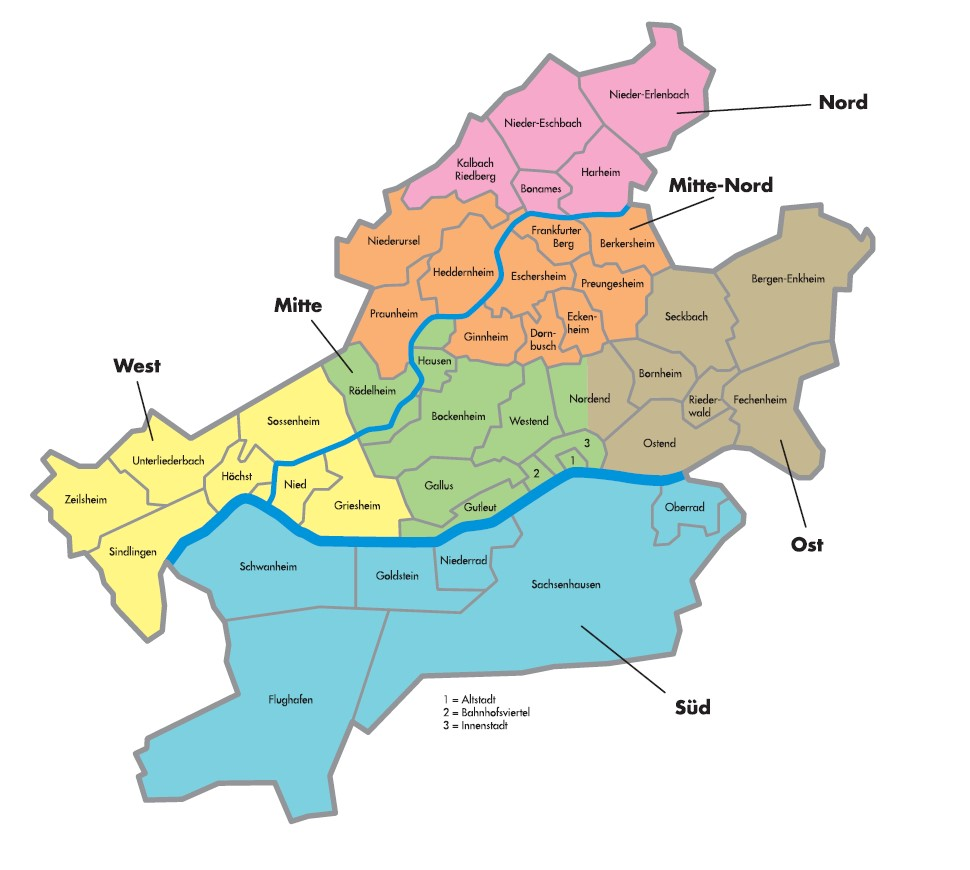 Nieder-Erlenbach
Nord
Nieder-Eschbach
Kalbach
Riedberg
Harheim
Bonames
Mitte-Nord
Frankfurter
Berg
Niederursel
Berkersheim
Heddernheim
Eschersheim
Bergen-Enkheim
Preungesheim
Mitte
Praunheim
Seckbach
Ecken-
heim
Ginnheim
Dorn-
busch
Hausen
West
Rödelheim
Bornheim
Nordend
Rieder-
wald
Fechenheim
Sossenheim
Bockenheim
Westend
3
Ostend
Unterliederbach
1
2
Höchst
Nied
Gallus
Zeilsheim
Griesheim
Gutleut
Oberrad
Ost
Sindlingen
Schwanheim
Goldstein
Niederrad
Sachsenhausen
Flughafen
Süd
1 = Altstadt
2 = Bahnhofsviertel
3 = Innenstadt